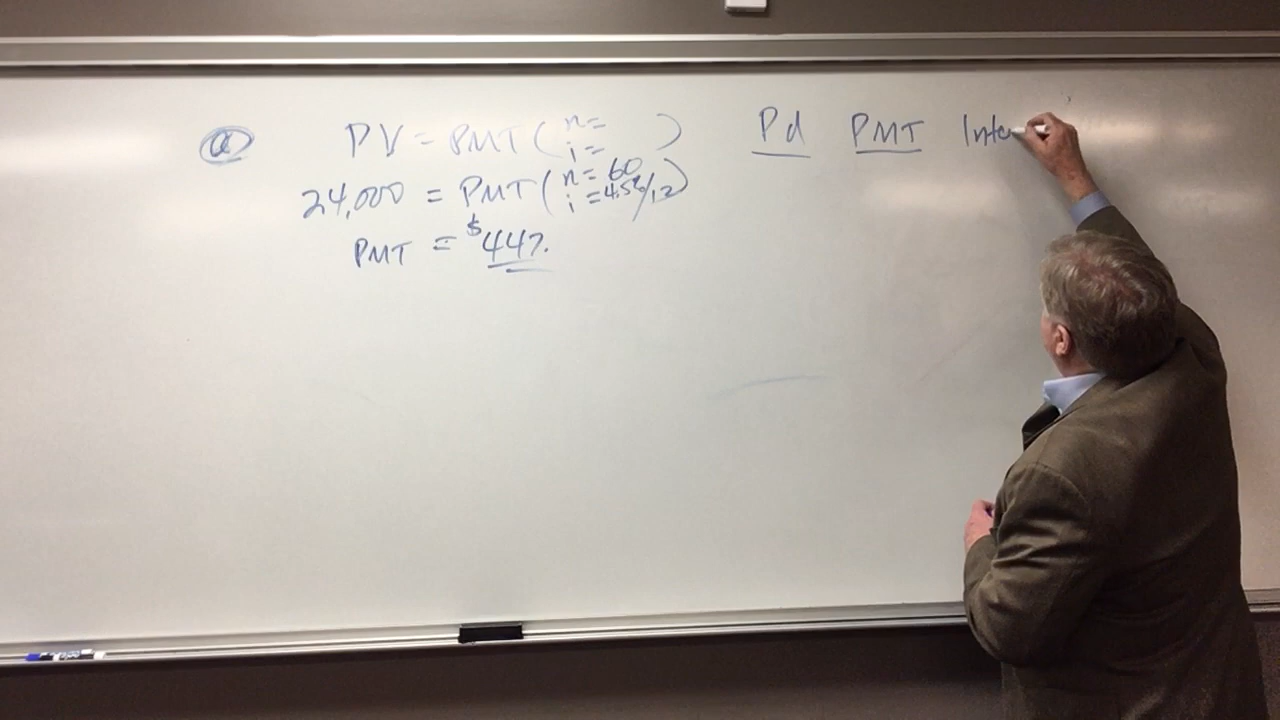 a PV = PMT ( n= i= )
24,000 = PMT ( n = 60 i = 4.5%/12 )
PMT = $447.
Pd PMT Inte